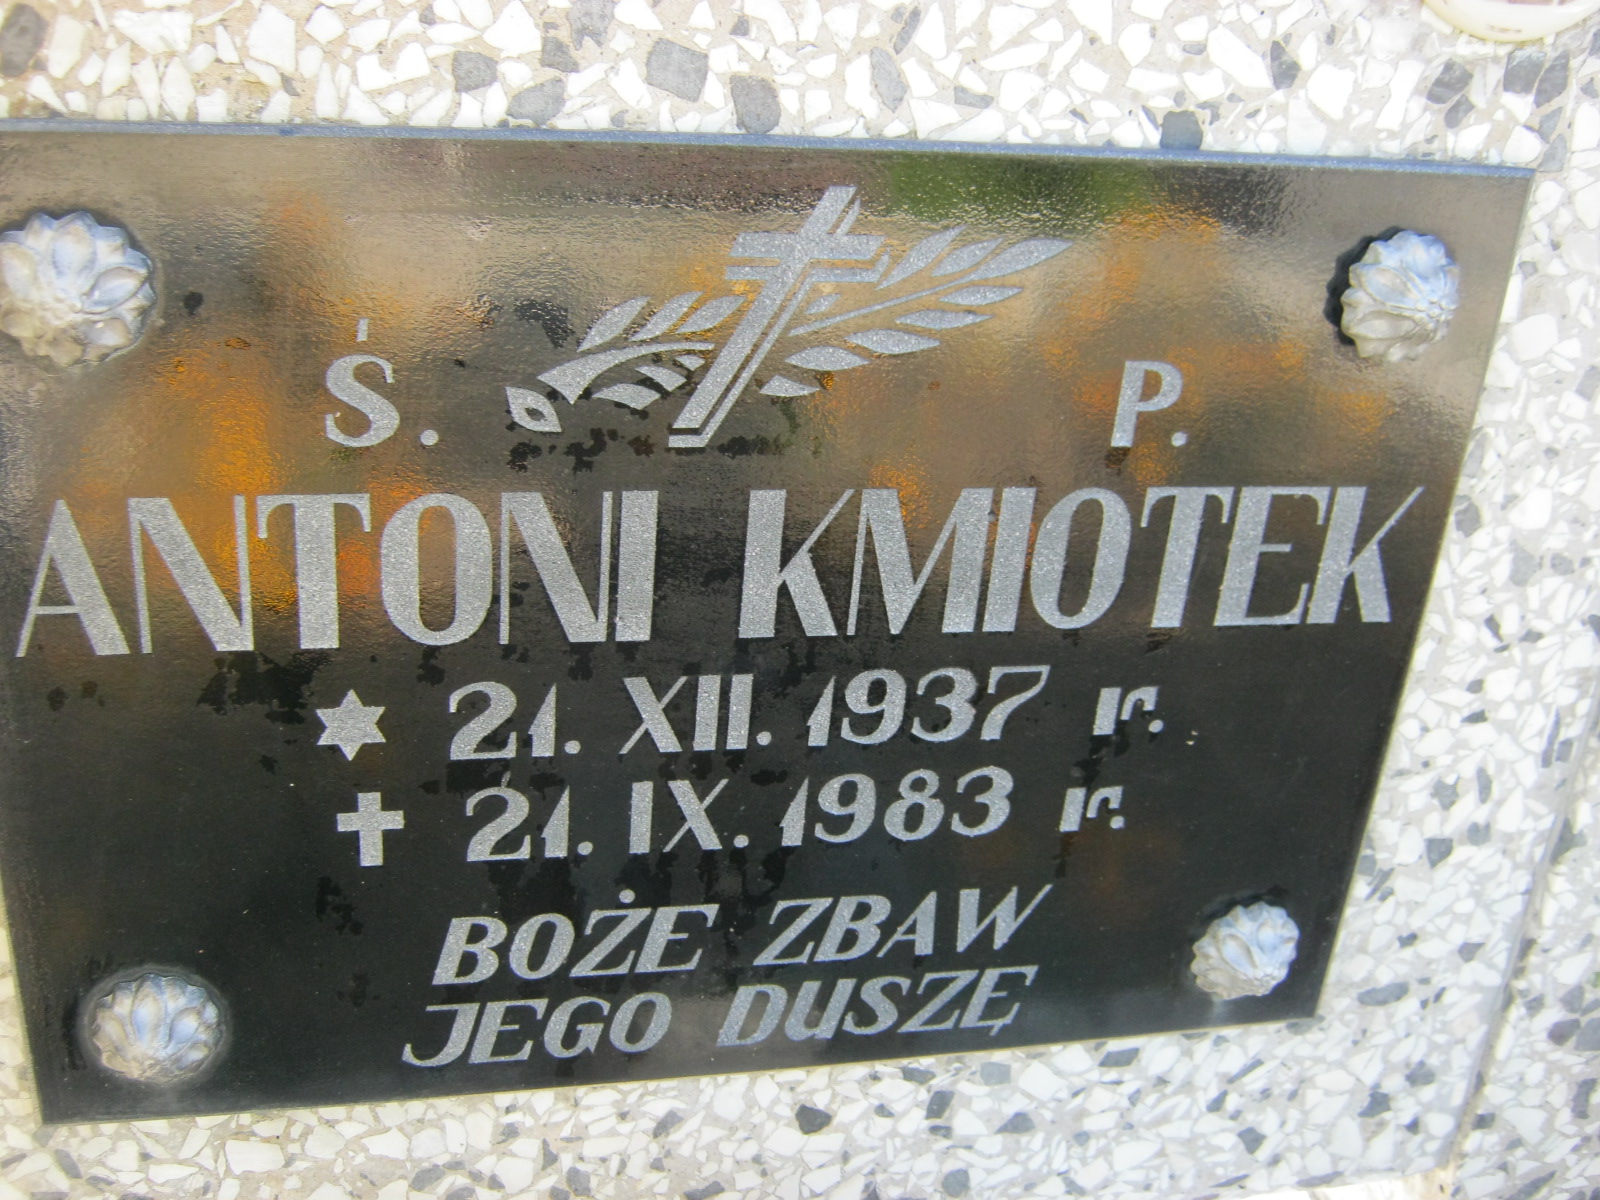 Ś. P.
ANTONI KMIOTEK
21. XII. 1937 r.
21. IX. 1983 r.
BOŻE ZBAW
JEGO DUSZĘ